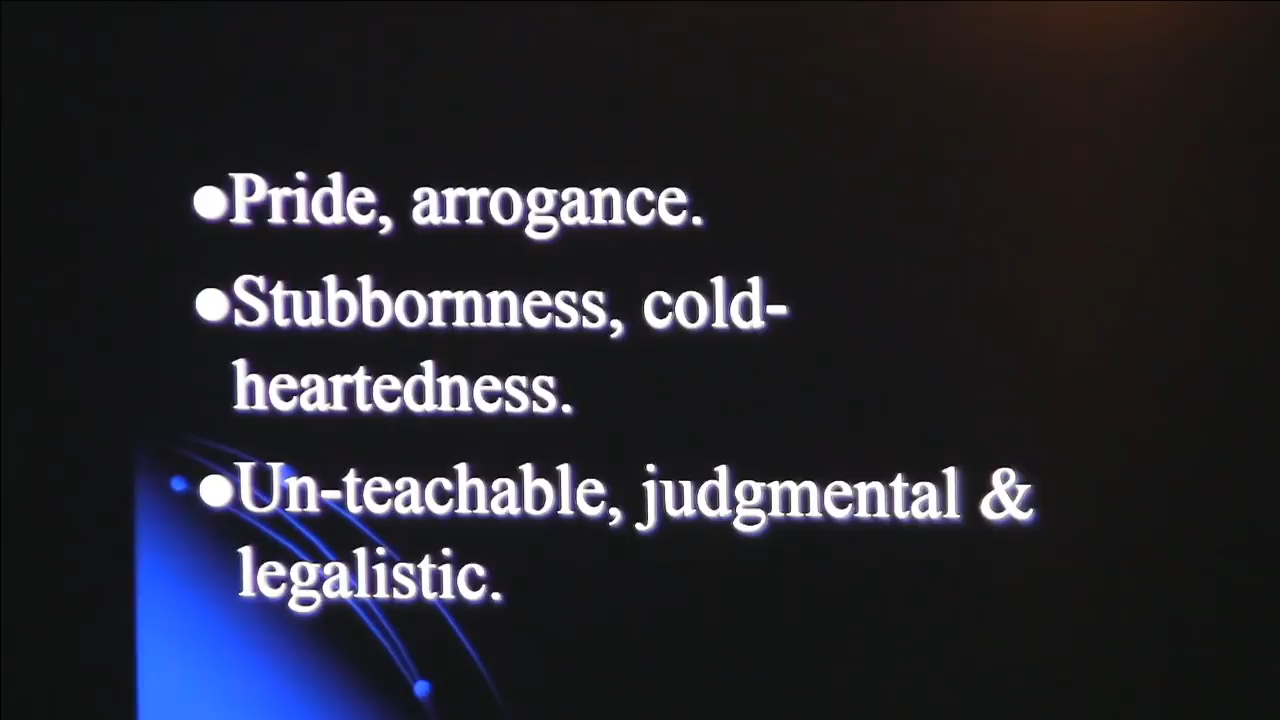 ●Pride, arrogance.
●Stubbornness, cold-
heartedness.
●Un-teachable, judgmental &
legalistic.